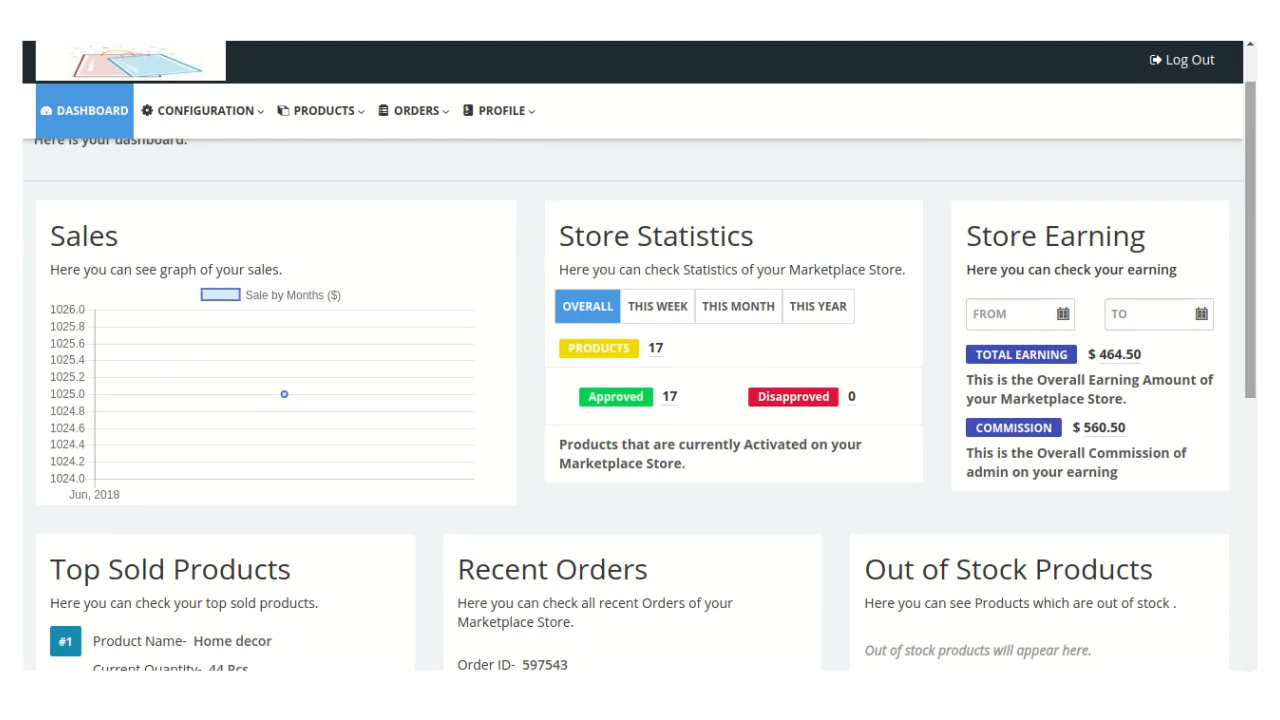 Log Out
DASHBOARD CONFIGURATION PRODUCTS ORDERS PROFILE
Here is your dashboard.
Sales
Here you can see graph of your sales.
Sale by Months ($)
1026.0
1025.8
1025.6
1025.4
1025.2
1025.0
1024.8
1024.6
1024.4
1024.2
1024.0
Jun, 2018
Store Statistics
Here you can check Statistics of your Marketplace Store.
OVERALL THIS WEEK THIS MONTH THIS YEAR
PRODUCTS 17
Approved 17 Disapproved 0
Products that are currently Activated on your
Marketplace Store.
Store Earning
Here you can check your earning
FROM TO
TOTAL EARNING $ 464.50
This is the Overall Earning Amount of
your Marketplace Store.
COMMISSION $ 560.50
This is the Overall Commission of
admin on your earning
Top Sold Products
Here you can check your top sold products.
#1 Product Name- Home decor
Current Quantity- 44 Pcs
Recent Orders
Here you can check all recent Orders of your
Marketplace Store.
Order ID- 597543
Out of Stock Products
Here you can see Products which are out of stock .
Out of stock products will appear here.